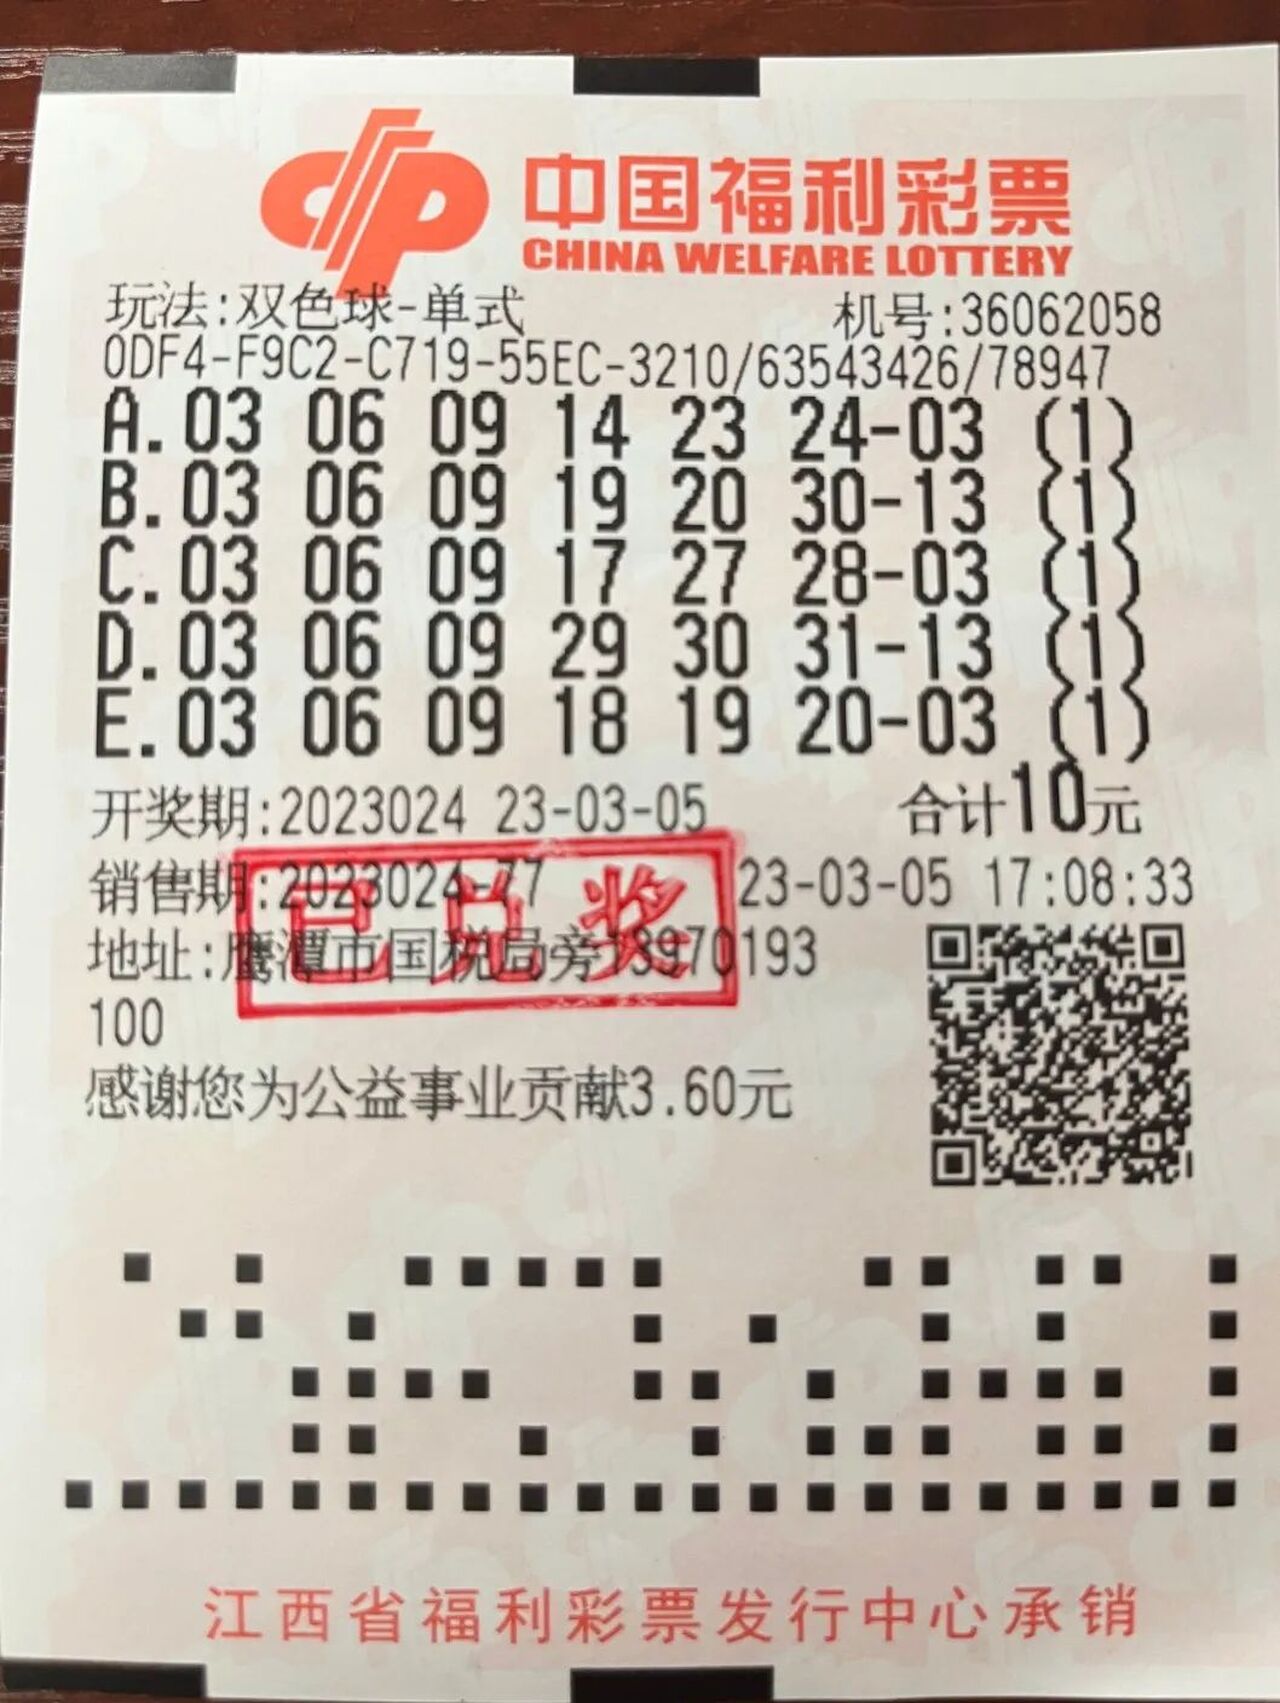 中国福利彩票
CHINA WELFARE LOTTERY
玩法:双色球-单式 机号:36062058
0DF4-F9C2-C719-55EC-3210/63543426/78947
A.03 06 09 14 23 24-03 (1)
B.03 06 09 19 20 30-13 (1)
C.03 06 09 17 27 28-03 (1)
D.03 06 09 29 30 31-13 (1)
E.03 06 09 18 19 20-03 (1)
开奖期:2023024 23-03-05 合计10元
销售期:2023024-77 23-03-05 17:08:33
已兑奖
地址:鹰潭市国税局旁13970193
100
感谢您为公益事业贡献3.60元
江西省福利彩票发行中心承销